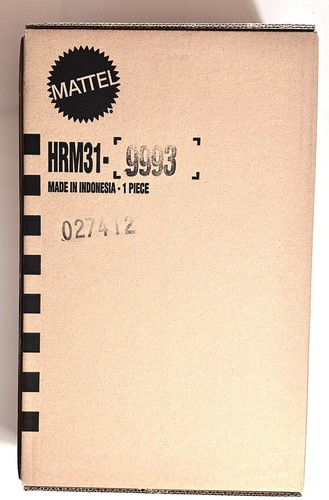 MATTEL
HRM31- 9993
MADE IN INDONESIA - 1 PIECE
027412